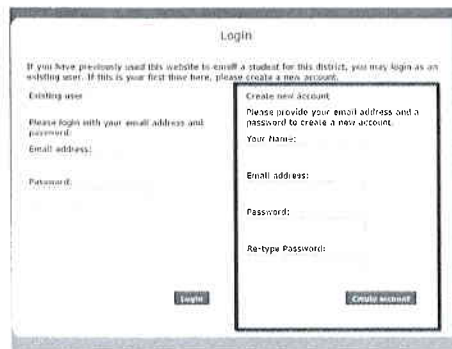 Login
If you have previously used this website to enroll a student for this district, you may login as an
existing user. If this is your first time here, please create a new account.
Existing user
Please login with your email address and
password:
Email address:
Password:
Login
Create new account
Please provide your email address and a
password to create a new account.
Your Name:
Email address:
Password:
Re-type Password:
Create account